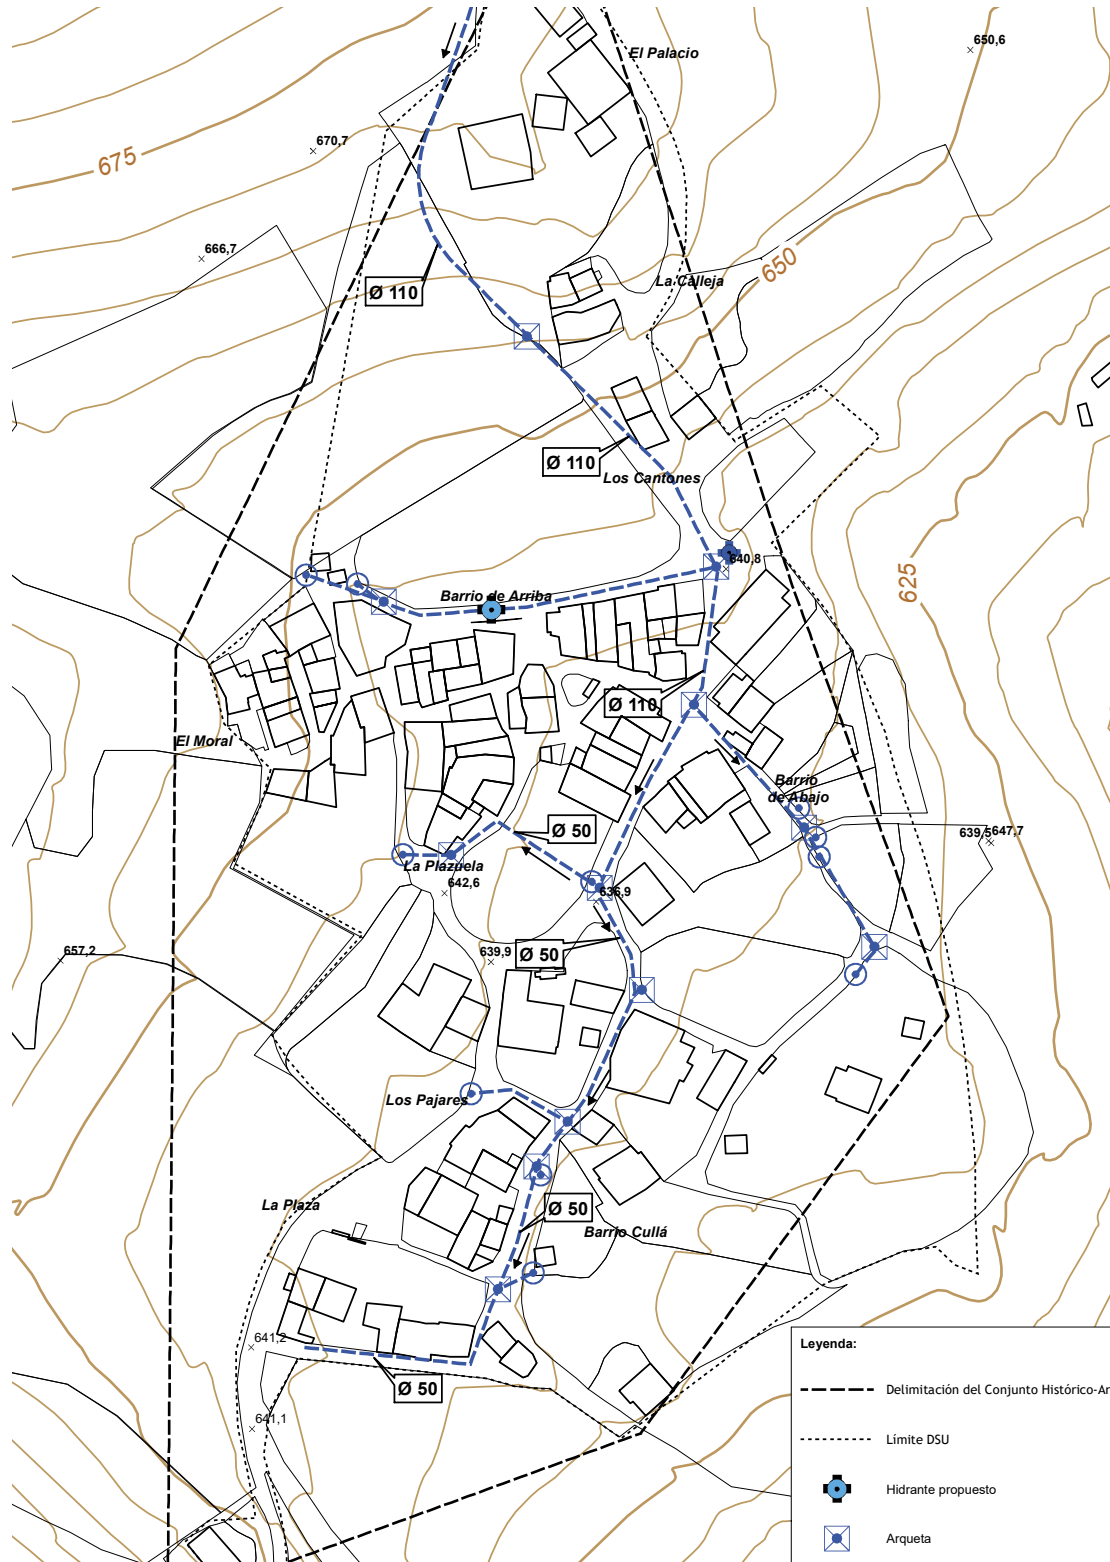 El Palacio
650,6
670,7
675
666,7
650
La Calleja
Ø 110
Ø 110
Los Cantones
640,8
625
Barrio de Arriba
Ø 110
El Moral
Barrio
de Abajo
Ø 50
639,5
647,7
La Plazuela
642,6
636,9
657,2
639,9
Ø 50
Los Pajares
La Plaza
Ø 50
Barrio Cullá
641,2
Ø 50
641,1
Leyenda:
Delimitación del Conjunto Histórico-Ar
Límite DSU
Hidrante propuesto
Arqueta